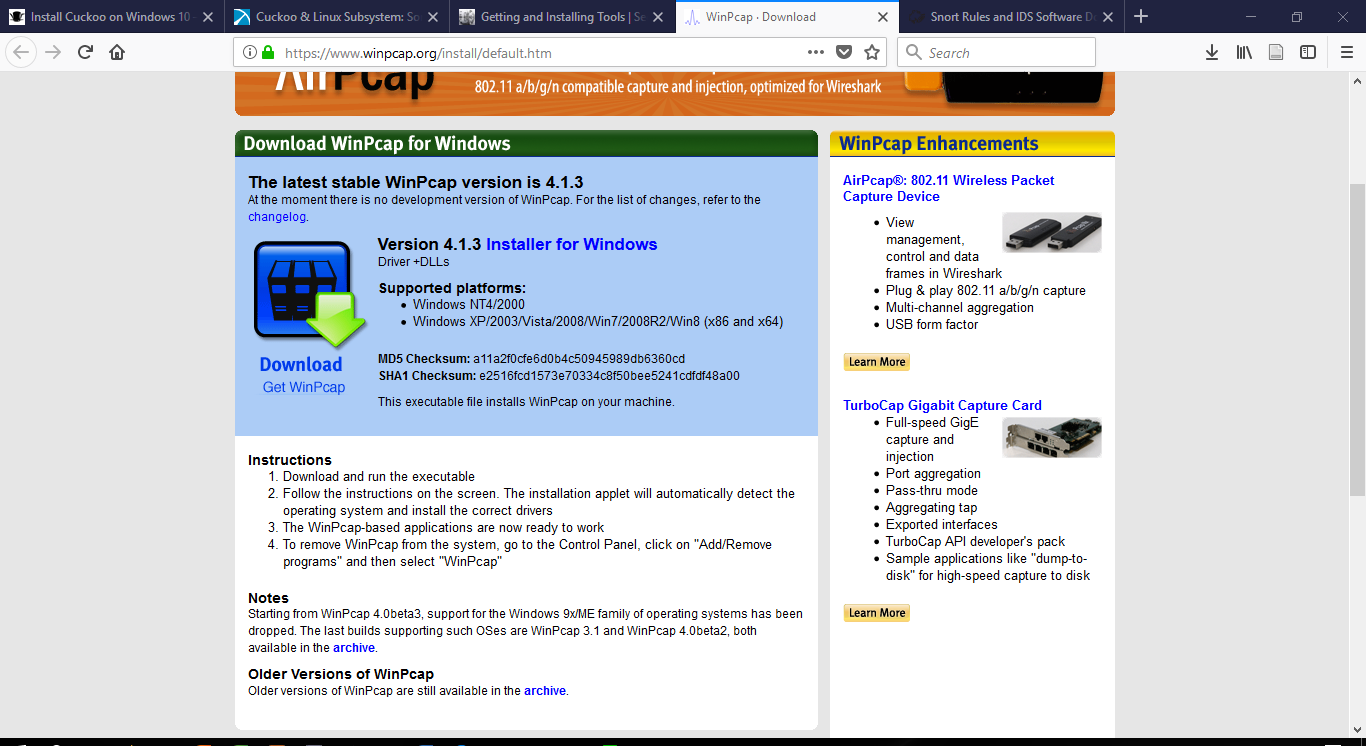 Install Cuckoo on Windows 10
Cuckoo & Linux Subsystem: So
Getting and Installing Tools | Se
WinPcap · Download
Snort Rules and IDS Software Do
https://www.winpcap.org/install/default.htm
Search
AirPcap
802.11 a/b/g/n compatible capture and injection, optimized for Wireshark
Download WinPcap for Windows
The latest stable WinPcap version is 4.1.3
At the moment there is no development version of WinPcap. For the list of changes, refer to the
changelog.
Version 4.1.3 Installer for Windows
Driver +DLLs
Supported platforms:
• Windows NT4/2000
• Windows XP/2003/Vista/2008/Win7/2008R2/Win8 (x86 and x64)
Download
Get WinPcap
MD5 Checksum: a11a2f0cfe6d0b4c50945989db6360cd
SHA1 Checksum: e2516fcd1573e70334c8f50bee5241cdfdf48a00
This executable file installs WinPcap on your machine.
Instructions
1. Download and run the executable
2. Follow the instructions on the screen. The installation applet will automatically detect the
operating system and install the correct drivers
3. The WinPcap-based applications are now ready to work
4. To remove WinPcap from the system, go to the Control Panel, click on "Add/Remove
programs" and then select "WinPcap"
Notes
Starting from WinPcap 4.0beta3, support for the Windows 9x/ME family of operating systems has been
dropped. The last builds supporting such OSes are WinPcap 3.1 and WinPcap 4.0beta2, both
available in the archive.
Older Versions of WinPcap
Older versions of WinPcap are still available in the archive.
WinPcap Enhancements
AirPcap®: 802.11 Wireless Packet
Capture Device
• View
management,
control and data
frames in Wireshark
• Plug & play 802.11 a/b/g/n capture
• Multi-channel aggregation
• USB form factor
Learn More
TurboCap Gigabit Capture Card
• Full-speed GigE
capture and
injection
• Port aggregation
• Pass-thru mode
• Aggregating tap
• Exported interfaces
• TurboCap API developer's pack
• Sample applications like "dump-to-
disk" for high-speed capture to disk
Learn More